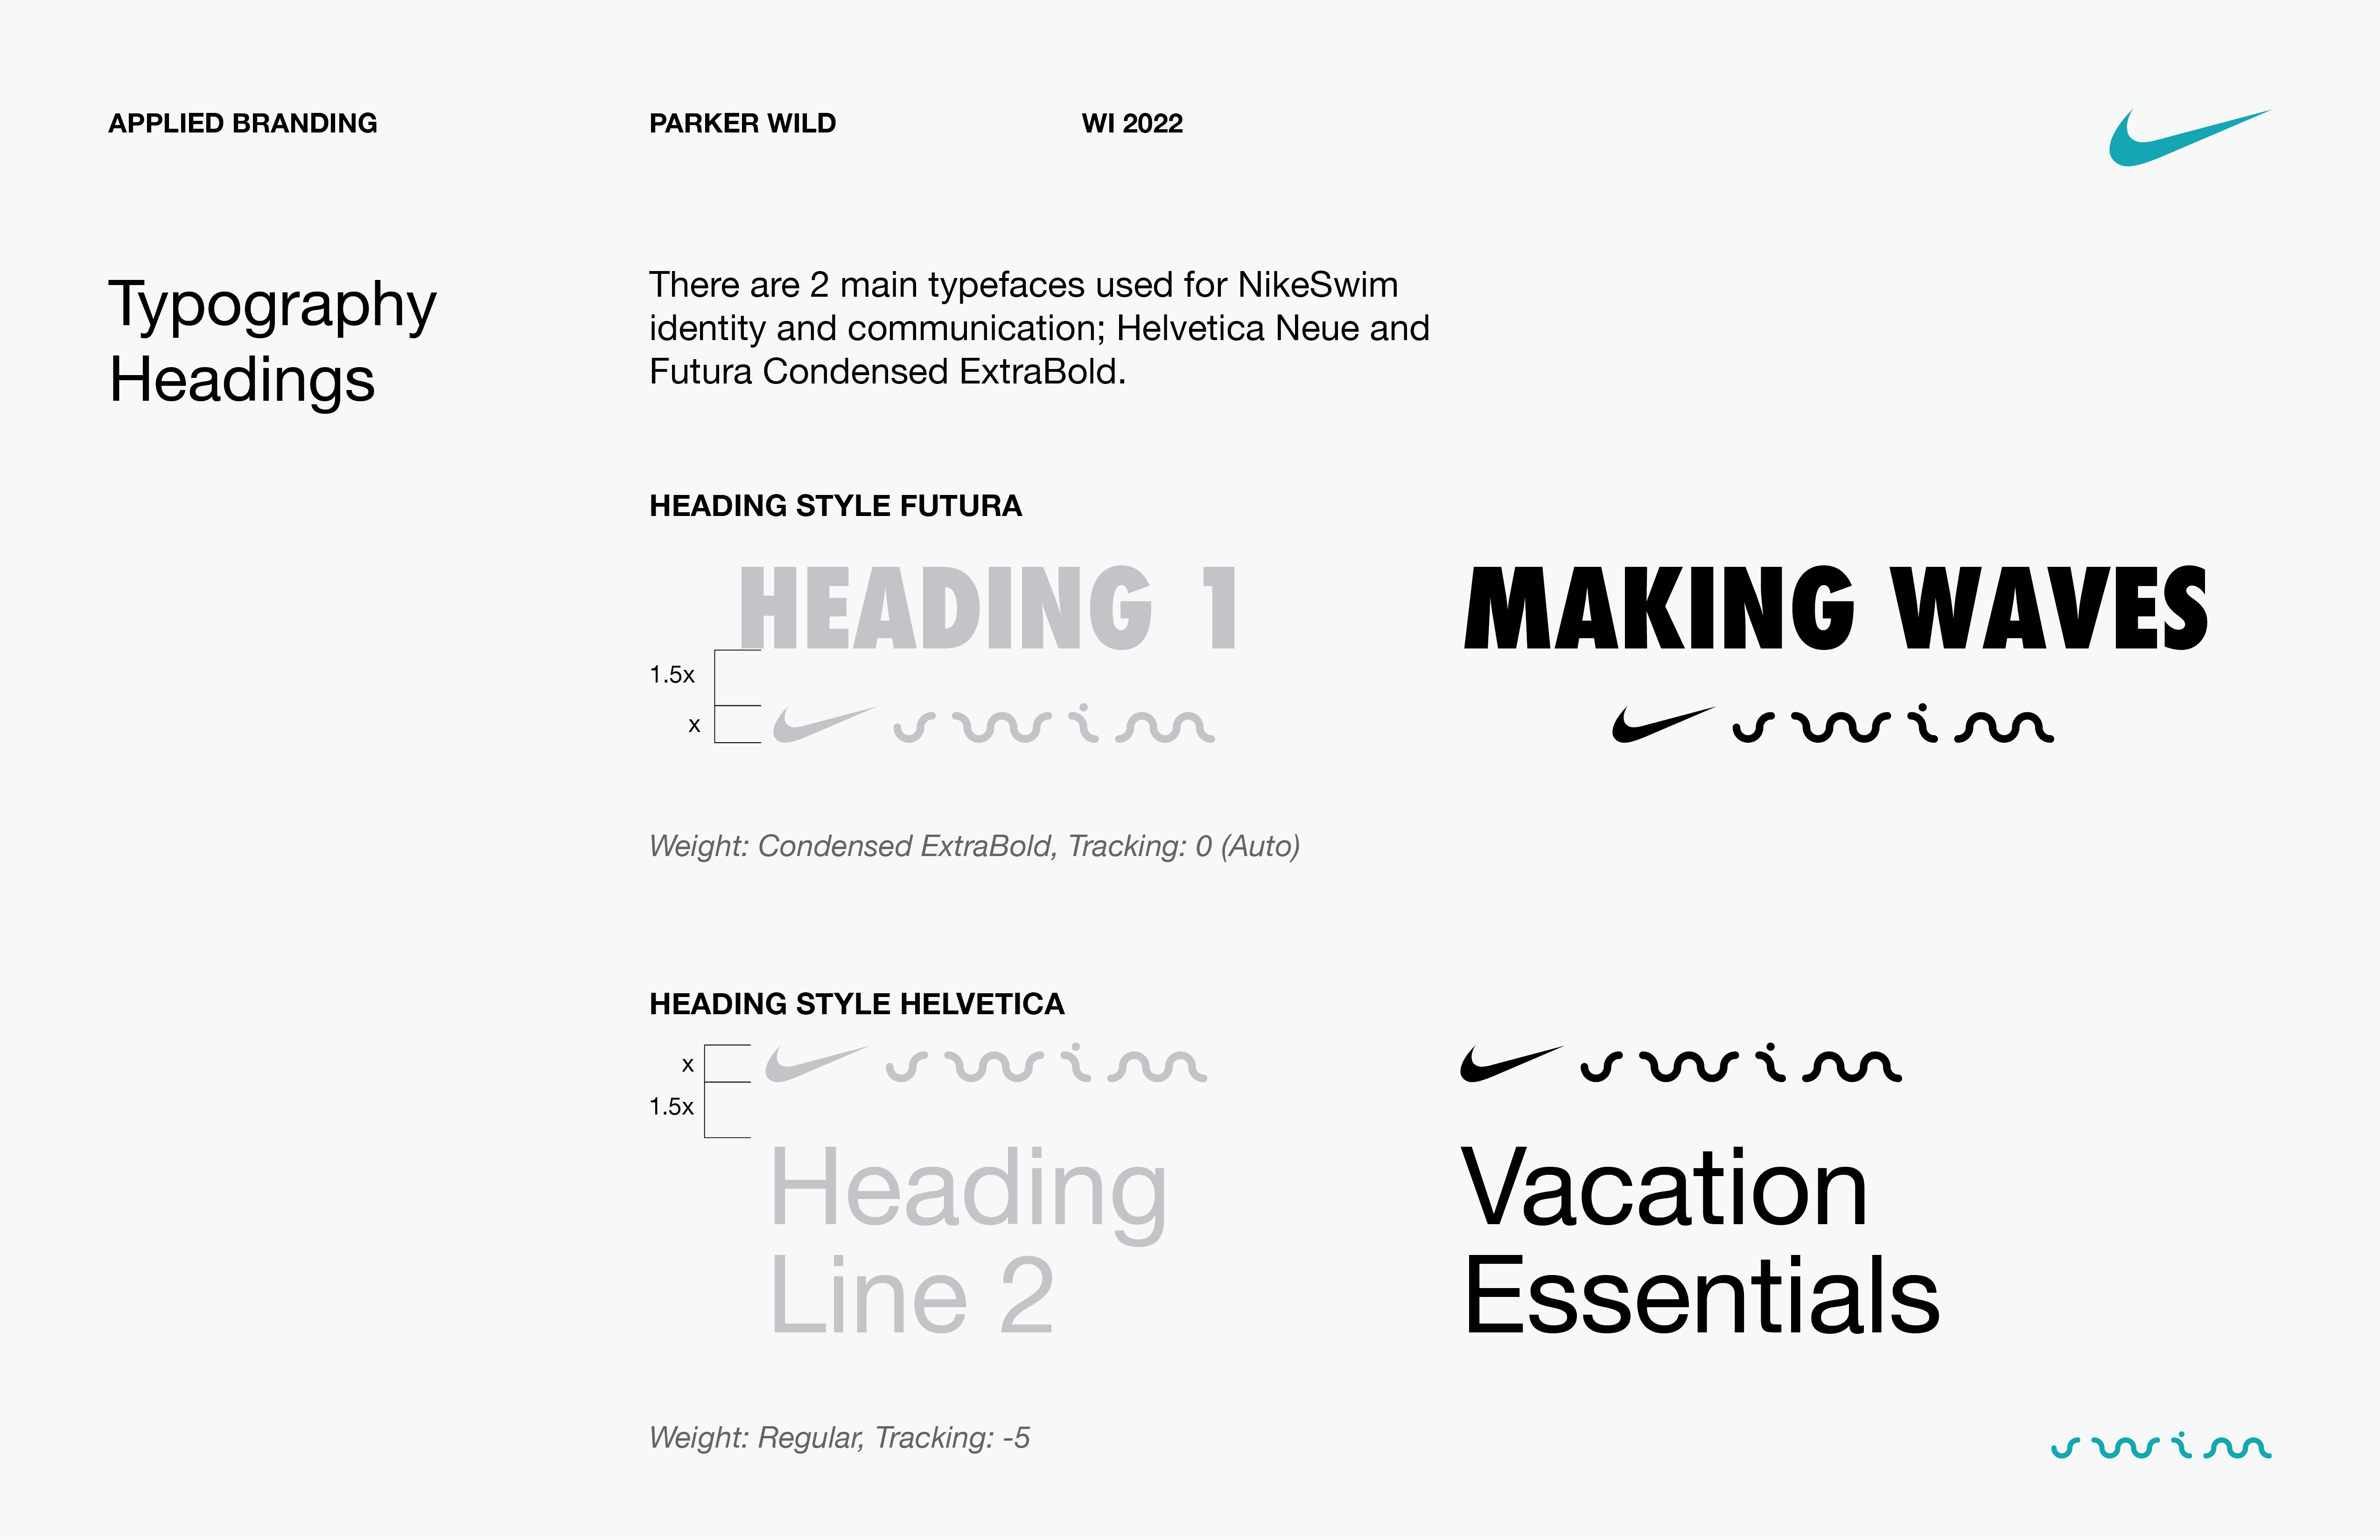 APPLIED BRANDING
PARKER WILD
WI 2022
Typography
Headings
There are 2 main typefaces used for NikeSwim
identity and communication; Helvetica Neue and
Futura Condensed ExtraBold.
HEADING STYLE FUTURA
HEADING 1
1.5x
x
swim
MAKING WAVES
swim
Weight: Condensed ExtraBold, Tracking: 0 (Auto)
HEADING STYLE HELVETICA
x
swim
1.5x
Heading
Line 2
swim
Vacation
Essentials
Weight: Regular, Tracking: -5
swim